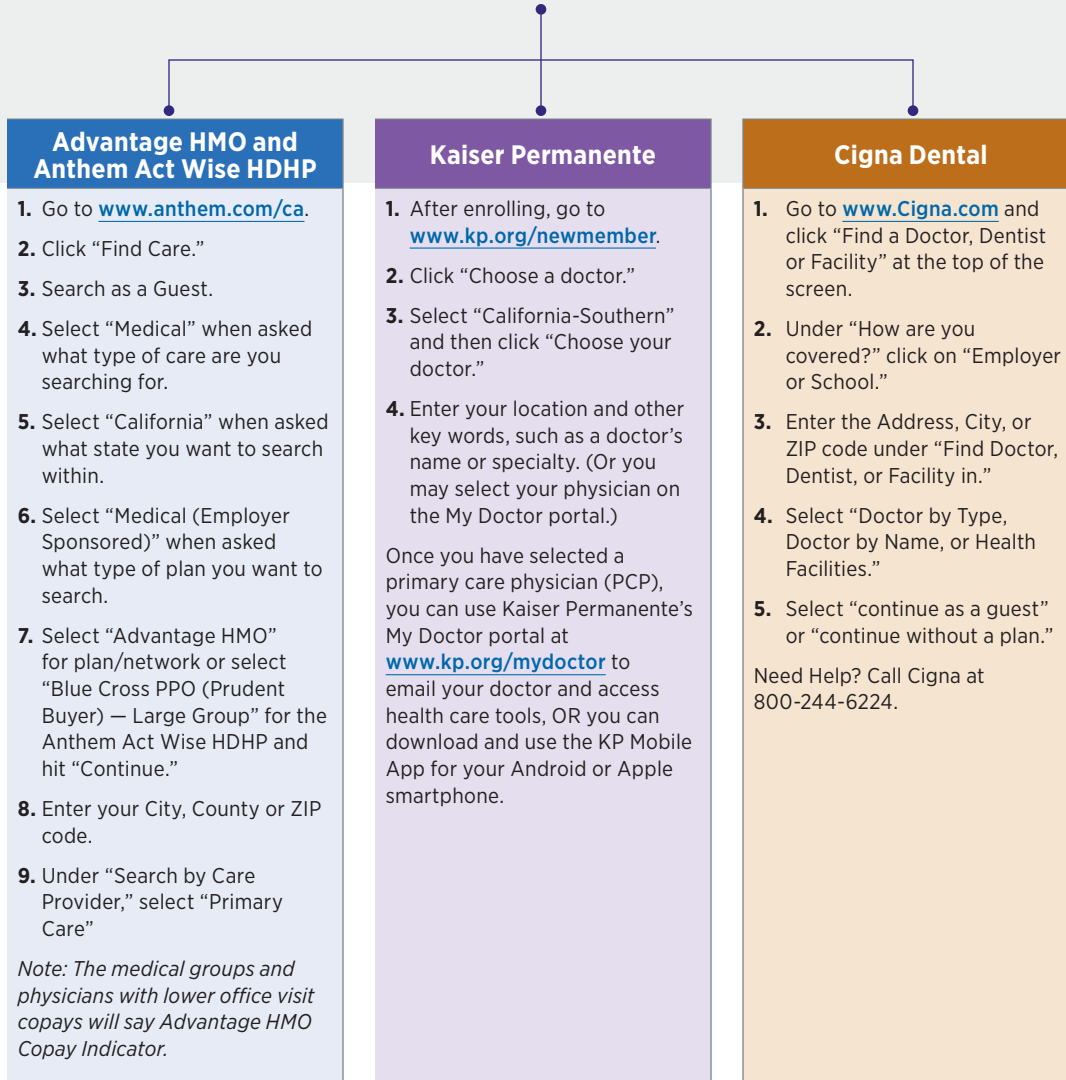 Advantage HMO and
Anthem Act Wise HDHP
1. Go to www.anthem.com/ca.
2. Click “Find Care.”
3. Search as a Guest.
4. Select “Medical” when asked
what type of care are you
searching for.
5. Select “California” when asked
what state you want to search
within.
6. Select “Medical (Employer
Sponsored)” when asked
what type of plan you want to
search.
7. Select “Advantage HMO”
for plan/network or select
“Blue Cross PPO (Prudent
Buyer) — Large Group” for the
Anthem Act Wise HDHP and
hit “Continue.”
8. Enter your City, County or ZIP
code.
9. Under “Search by Care
Provider,” select “Primary
Care”
Note: The medical groups and
physicians with lower office visit
copays will say Advantage HMO
Copay Indicator.
Kaiser Permanente
1. After enrolling, go to
www.kp.org/newmember.
2. Click “Choose a doctor.”
3. Select “California-Southern”
and then click “Choose your
doctor.”
4. Enter your location and other
key words, such as a doctor’s
name or specialty. (Or you
may select your physician on
the My Doctor portal.)
Once you have selected a
primary care physician (PCP),
you can use Kaiser Permanente’s
My Doctor portal at
www.kp.org/mydoctor to
email your doctor and access
health care tools, OR you can
download and use the KP Mobile
App for your Android or Apple
smartphone.
Cigna Dental
1. Go to www.Cigna.com and
click “Find a Doctor, Dentist
or Facility” at the top of the
screen.
2. Under “How are you
covered?” click on “Employer
or School.”
3. Enter the Address, City, or
ZIP code under “Find Doctor,
Dentist, or Facility in.”
4. Select “Doctor by Type,
Doctor by Name, or Health
Facilities.”
5. Select “continue as a guest”
or “continue without a plan.”
Need Help? Call Cigna at
800-244-6224.